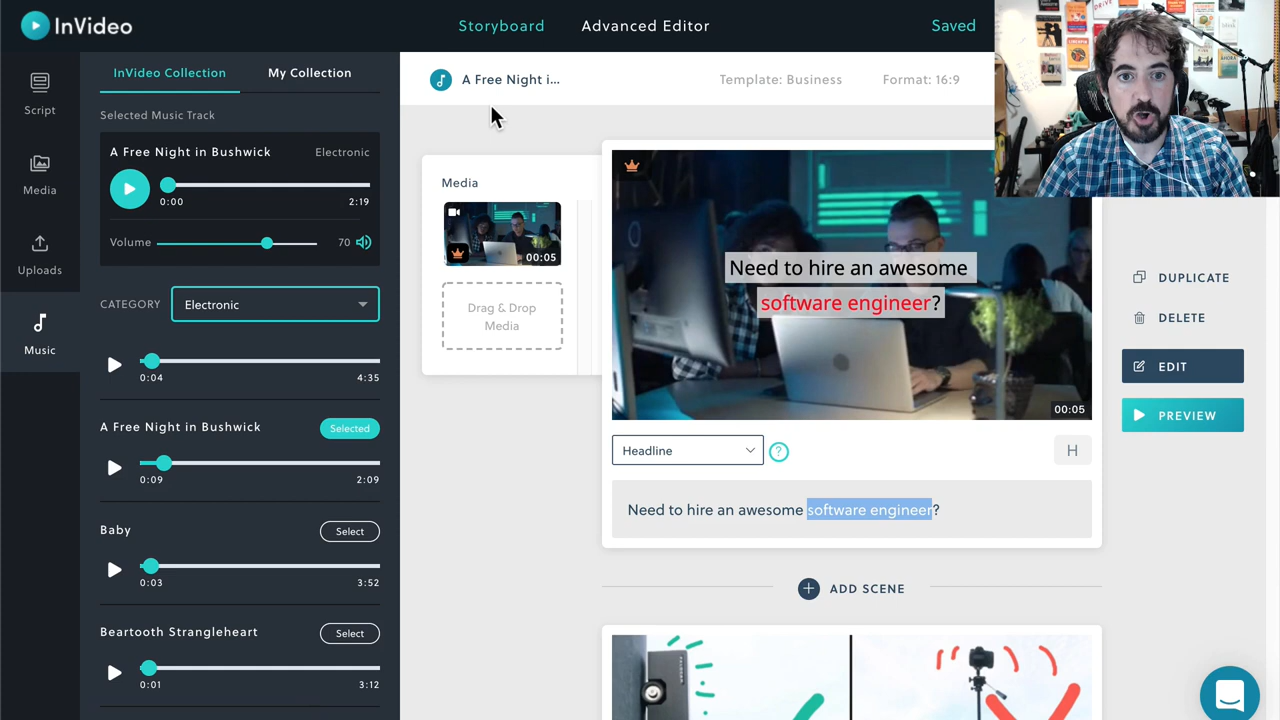 InVideo
Storyboard
Advanced Editor
Saved
Script
Media
Uploads
Music
InVideo Collection
My Collection
Selected Music Track
A Free Night in Bushwick
Electronic
0:00
2:19
Volume
70
CATEGORY
Electronic
0:04
4:35
A Free Night in Bushwick
Selected
0:09
2:09
Baby
Select
0:03
3:52
Beartooth Strangleheart
Select
0:01
3:12
A Free Night i...
Template: Business
Format: 16:9
Media
00:05
Drag & Drop
Media
Need to hire an awesome
software engineer?
00:05
Headline
?
H
Need to hire an awesome software engineer?
ADD SCENE
DUPLICATE
DELETE
EDIT
PREVIEW